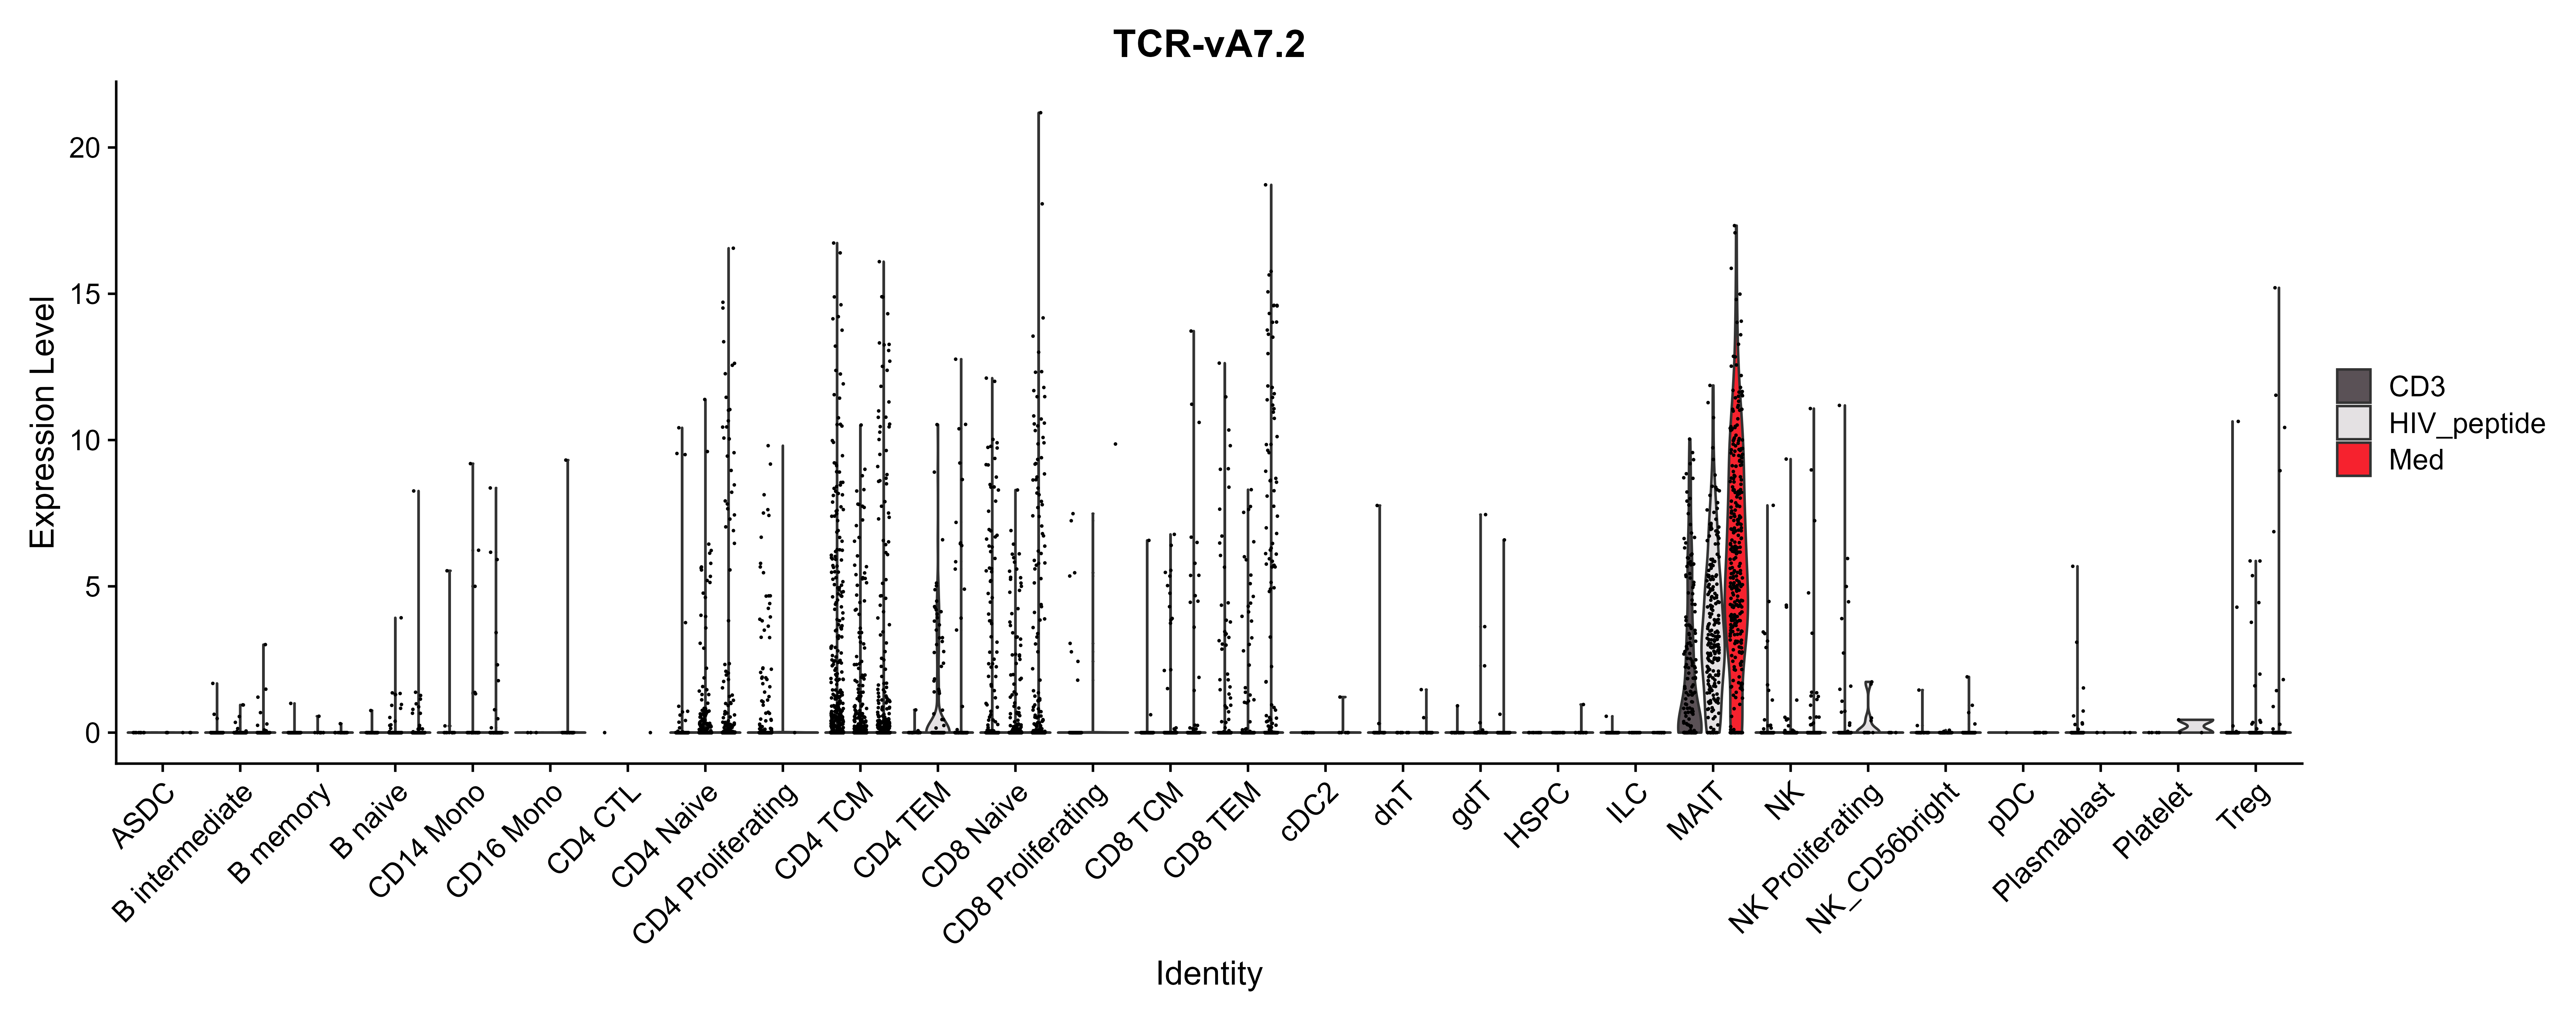 TCR-vA7.2
Expression Level
20
15
10
5
0
ASDC
B intermediate
B memory
B naive
CD14 Mono
CD16 Mono
CD4 CTL
CD4 Naive
CD4 Proliferating
CD4 TCM
CD4 TEM
CD8 Naive
CD8 Proliferating
CD8 TCM
CD8 TEM
cDC2
dnT
gdT
HSPC
ILC
MAIT
NK
NK Proliferating
NK_CD56bright
pDC
Plasmablast
Platelet
Treg
Identity
CD3
HIV_peptide
Med